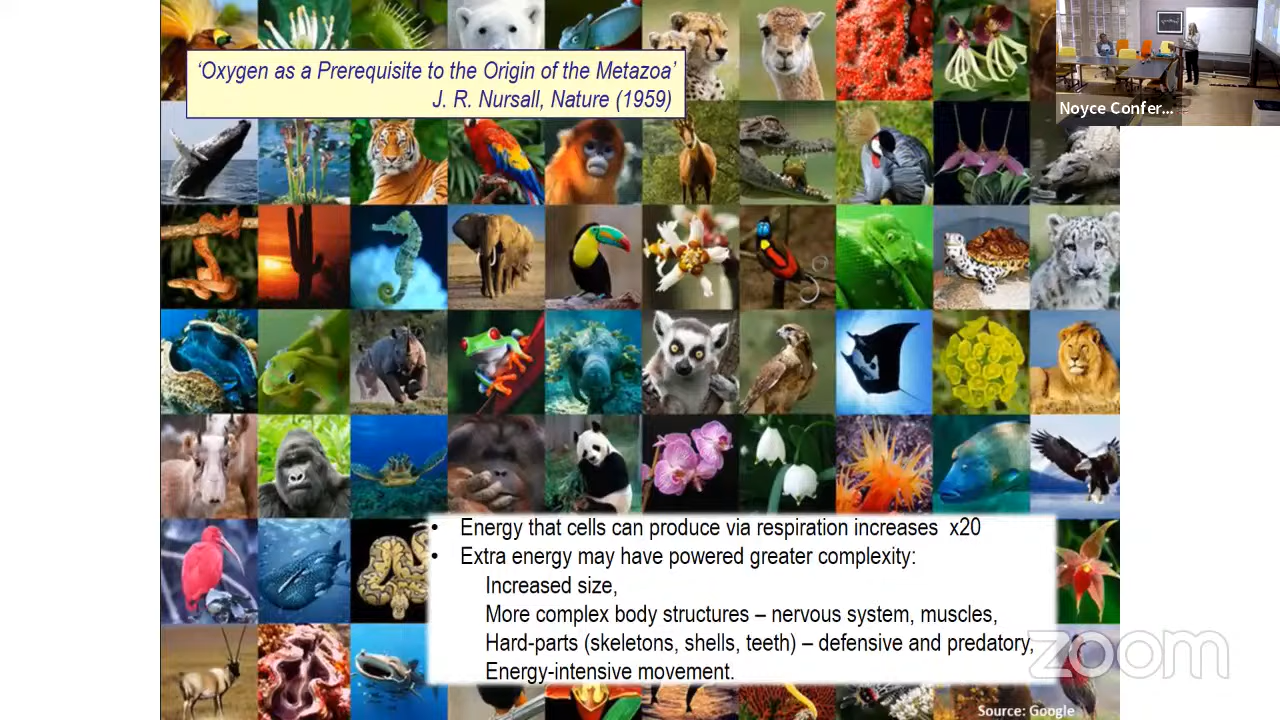 ‘Oxygen as a Prerequisite to the Origin of the Metazoa’
J. R. Nursall, Nature (1959)
Noyce Confer...
• Energy that cells can produce via respiration increases x20
• Extra energy may have powered greater complexity:
Increased size,
More complex body structures – nervous system, muscles,
Hard-parts (skeletons, shells, teeth) – defensive and predatory,
Energy-intensive movement.
zoom
Source: Google